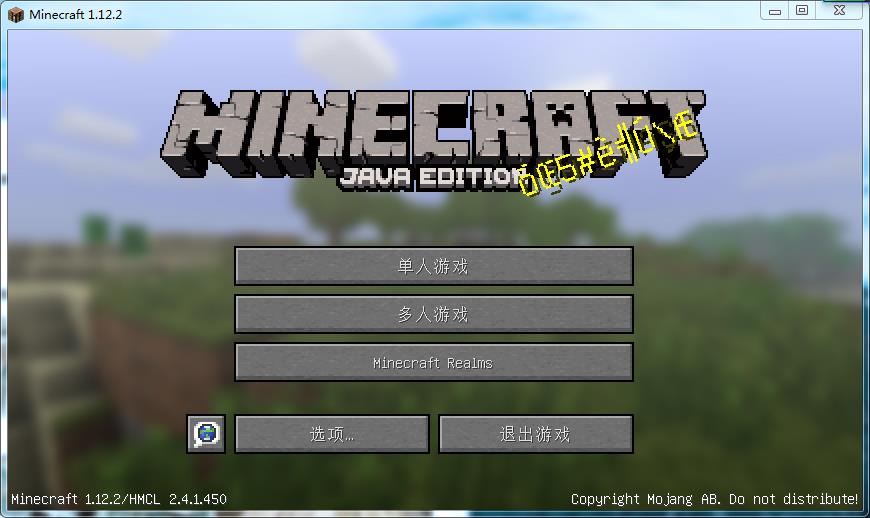 Minecraft 1.12.2
MINECRAFT
JAVA EDITION
单人游戏
多人游戏
Minecraft Realms
选项...
退出游戏
Minecraft 1.12.2/HMCL 2.4.1.450
Copyright Mojang AB. Do not distribute!